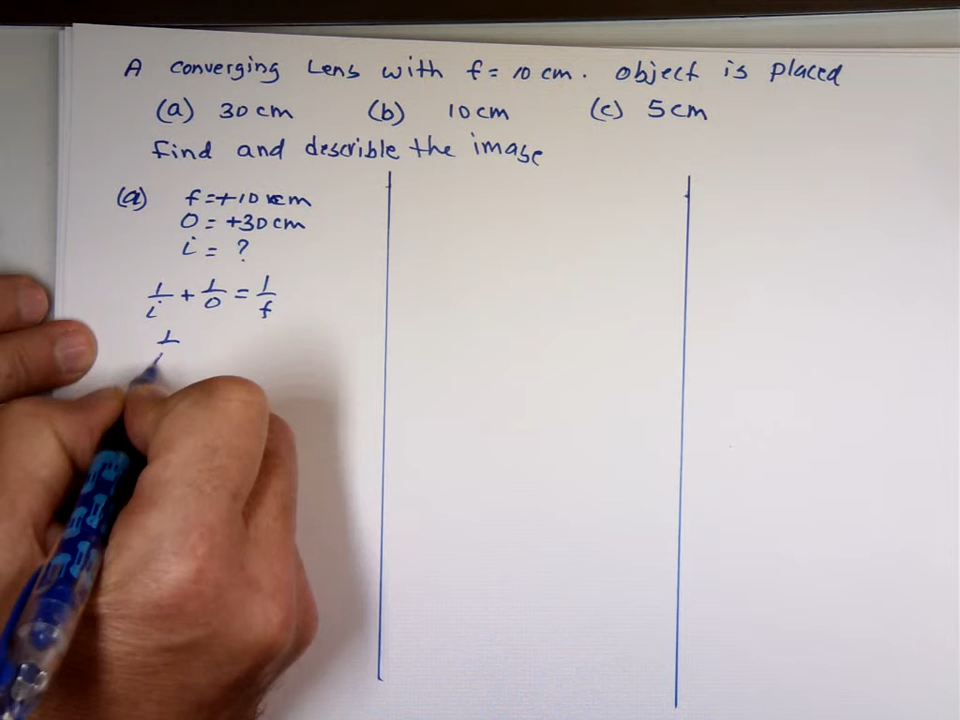 A converging Lens with f = 10 cm. object is placed
(a) 30 cm (b) 10 cm (c) 5 cm
find and describle the image
(a) f = +10 cm
O = +30 cm
i = ?
1/i + 1/O = 1/f
1/i